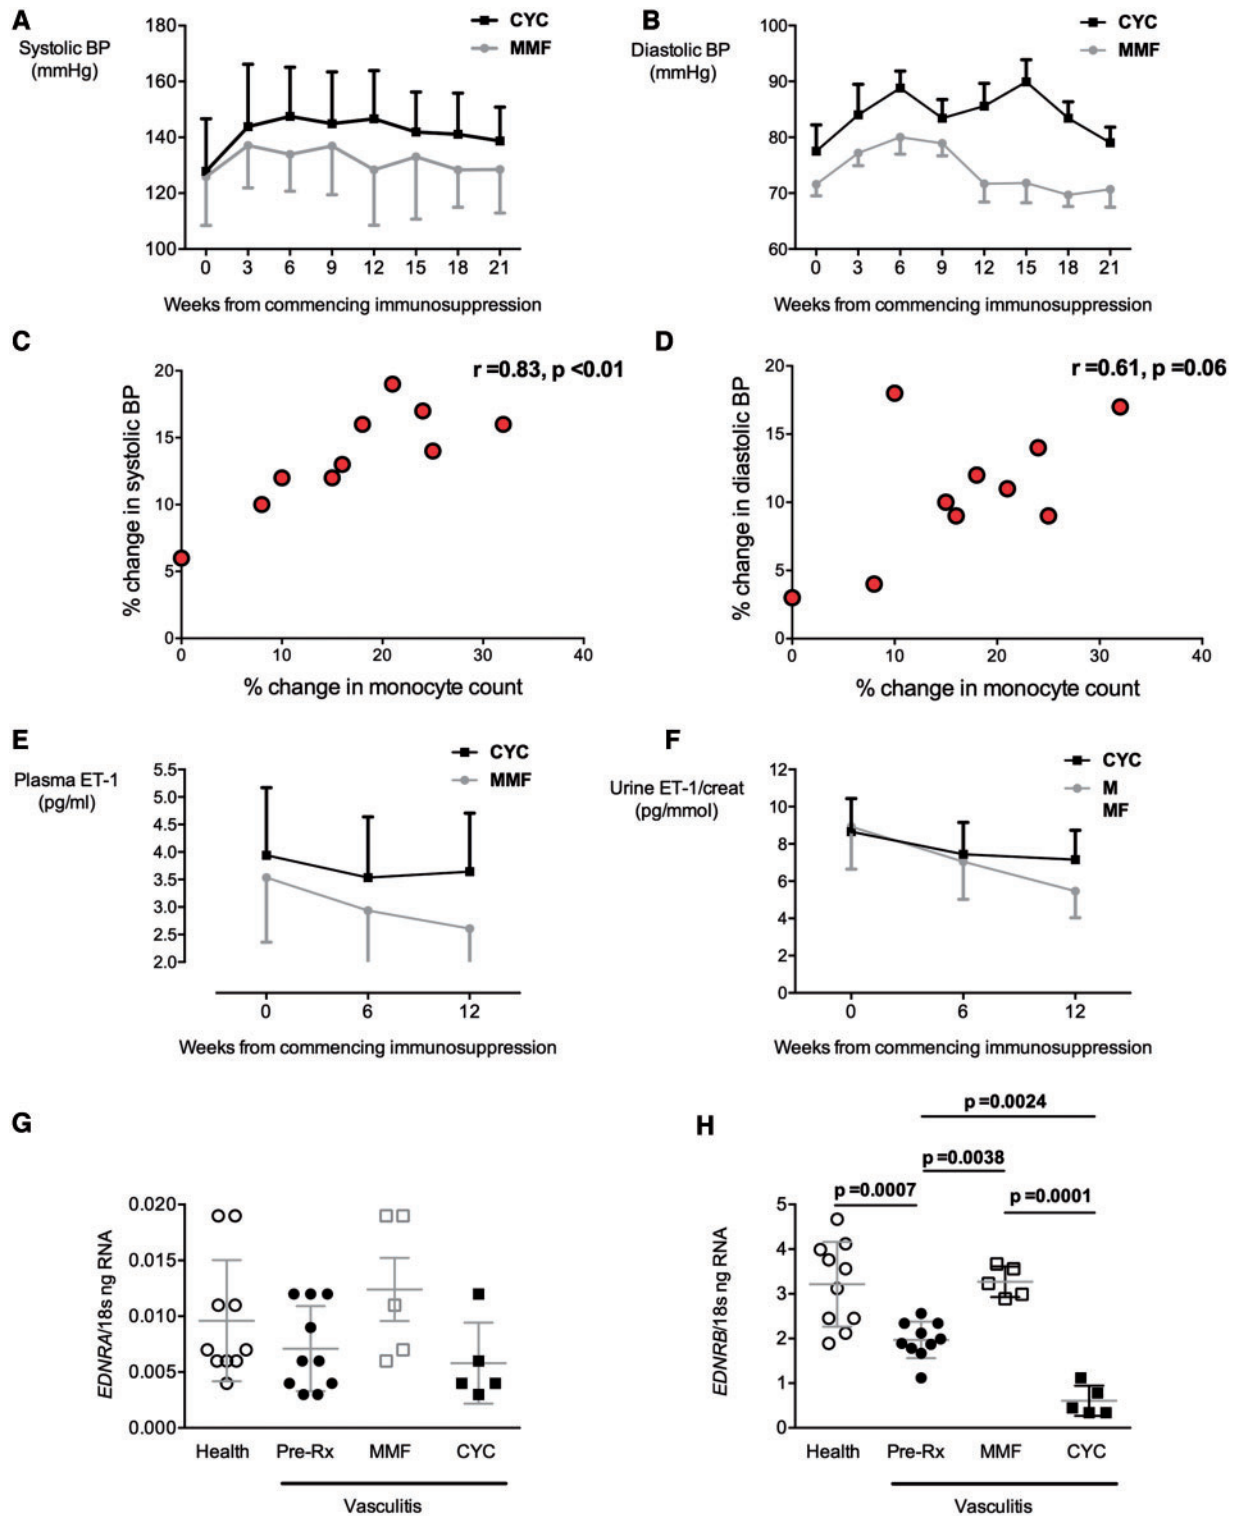 A
Systolic BP
(mmHg)
CYC
MMF
180
160
140
120
100
0 3 6 9 12 15 18 21
Weeks from commencing immunosuppression
B
Diastolic BP
(mmHg)
CYC
MMF
100
90
80
70
60
0 3 6 9 12 15 18 21
Weeks from commencing immunosuppression
C
r =0.83, p <0.01
% change in systolic BP
20
15
10
5
0
0 10 20 30 40
% change in monocyte count
D
r =0.61, p =0.06
% change in diastolic BP
20
15
10
5
0
0 10 20 30 40
% change in monocyte count
E
Plasma ET-1
(pg/ml)
CYC
MMF
5.5
5.0
4.5
4.0
3.5
3.0
2.5
2.0
0 6 12
Weeks from commencing immunosuppression
F
Urine ET-1/creat
(pg/mmol)
CYC
M
MF
12
10
8
6
4
2
0
0 6 12
Weeks from commencing immunosuppression
G
EDNRA/18s ng RNA
0.020
0.015
0.010
0.005
0.000
Health Pre-Rx MMF CYC
Vasculitis
H
p =0.0024
p =0.0038
p =0.0007
p =0.0001
EDNRB/18s ng RNA
5
4
3
2
1
0
Health Pre-Rx MMF CYC
Vasculitis